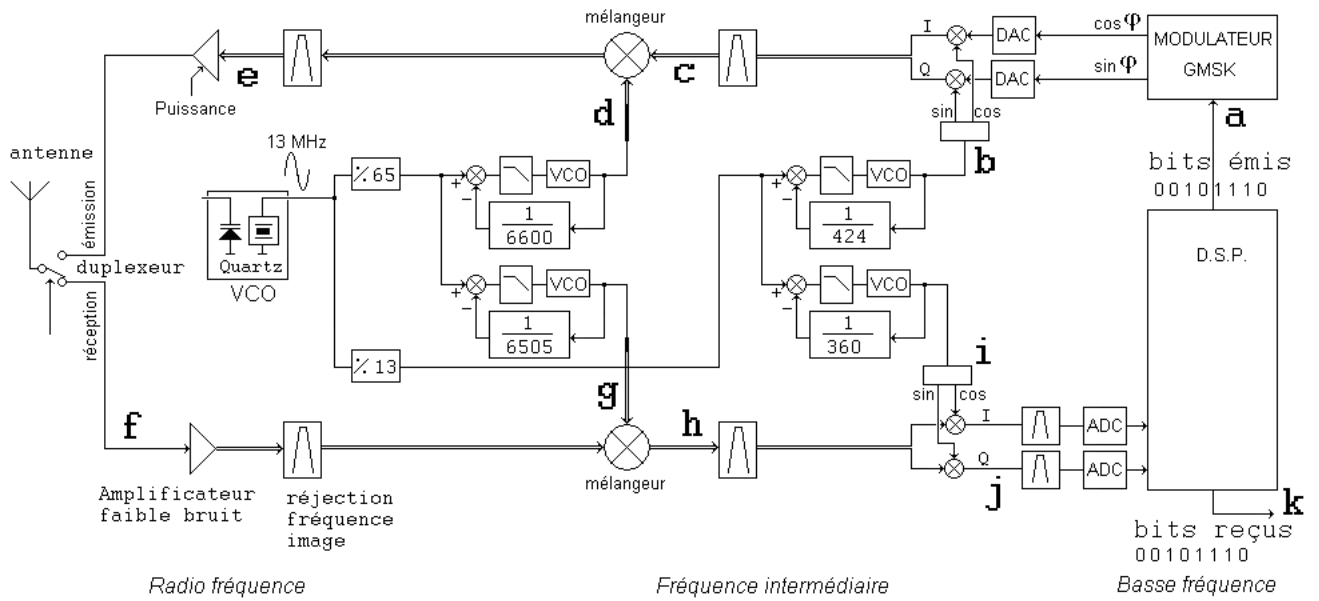 mélangeur
I
DAC
cos φ
MODULATEUR
GMSK
e
c
Q
DAC
sin φ
Puissance
sin
cos
a
d
13 MHz
b
bits émis
00101110
antenne
émission
÷ 65
+
−
VCO
1
6600
+
−
VCO
1
424
Quartz
VCO
duplexeur
D.S.P.
réception
+
−
VCO
1
6505
+
−
VCO
1
360
÷ 13
i
g
sin
cos
f
h
I
ADC
mélangeur
Q
ADC
j
k
Amplificateur
faible bruit
réjection
fréquence
image
bits reçus
00101110
Radio fréquence
Fréquence intermédiaire
Basse fréquence